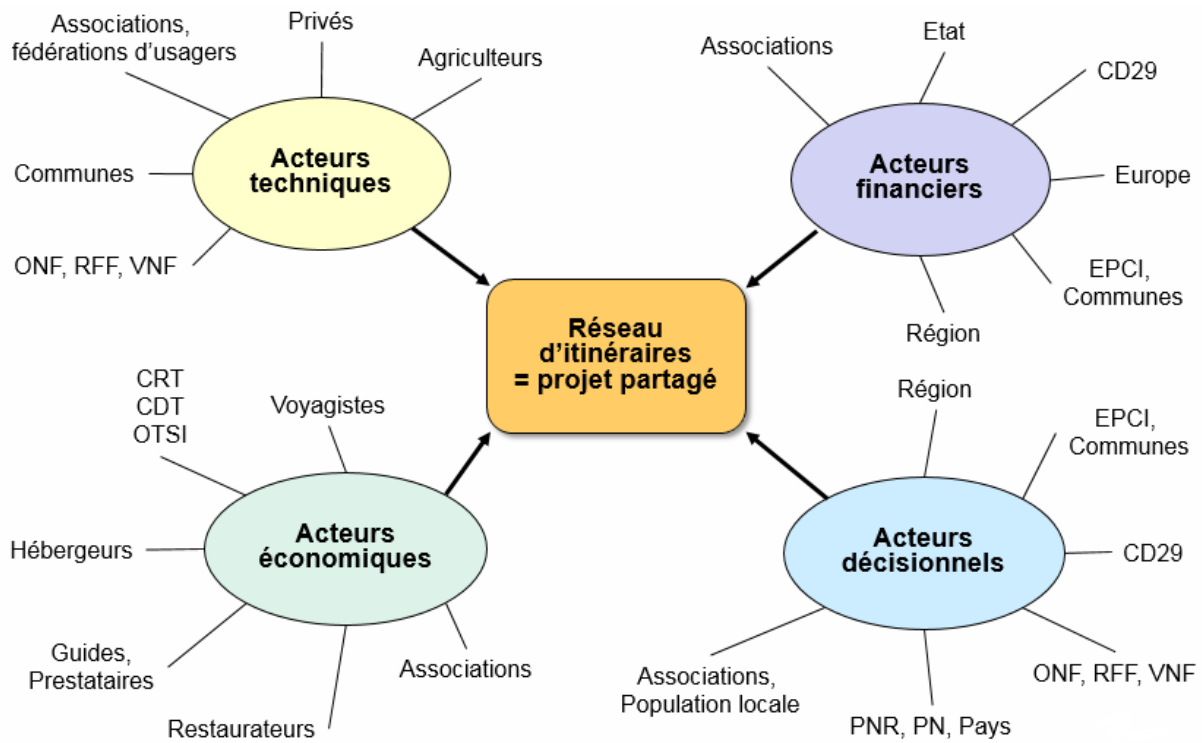 Associations,
fédérations d’usagers
Privés
Agriculteurs
Communes
Acteurs
techniques
ONF, RFF, VNF
Associations
Etat
CD29
Acteurs
financiers
Europe
EPCI,
Communes
Région
Réseau
d’itinéraires
= projet partagé
CRT
CDT
OTSI
Voyagistes
Hébergeurs
Acteurs
économiques
Guides,
Prestataires
Restaurateurs
Associations
Région
EPCI,
Communes
Acteurs
décisionnels
CD29
Associations,
Population locale
PNR, PN, Pays
ONF, RFF, VNF